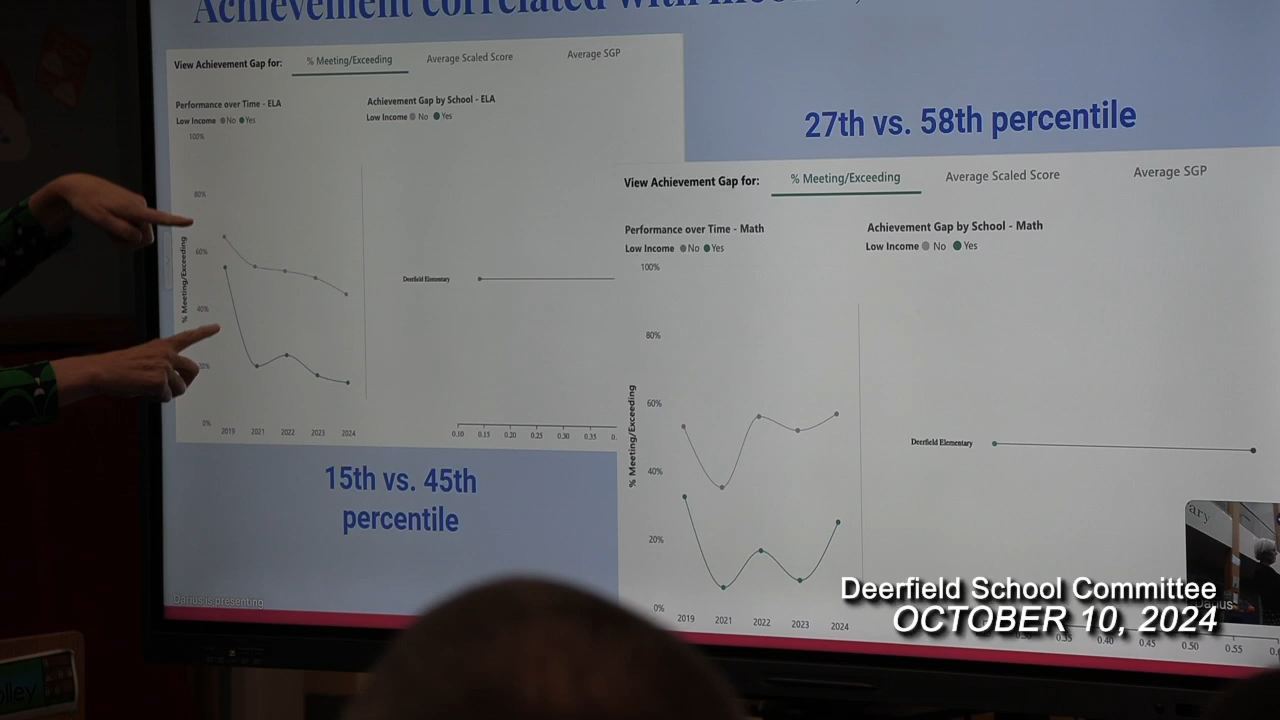 Achievement correlated with
View Achievement Gap for: % Meeting/Exceeding Average Scaled Score Average SGP
Performance over Time - ELA
Low Income No Yes
Achievement Gap by School - ELA
Low Income No Yes
100%
80%
60%
40%
20%
0%
% Meeting/Exceeding
2019 2021 2022 2023 2024
Deerfield Elementary
0.10 0.15 0.20 0.25 0.30 0.35
15th vs. 45th
percentile
27th vs. 58th percentile
View Achievement Gap for: % Meeting/Exceeding Average Scaled Score Average SGP
Performance over Time - Math
Low Income No Yes
Achievement Gap by School - Math
Low Income No Yes
100%
80%
60%
40%
20%
0%
% Meeting/Exceeding
2019 2021 2022 2023 2024
Deerfield Elementary
0.30 0.35 0.40 0.45 0.50 0.55
ary
Darius
Darius is presenting
Deerfield School Committee
OCTOBER 10, 2024
olley